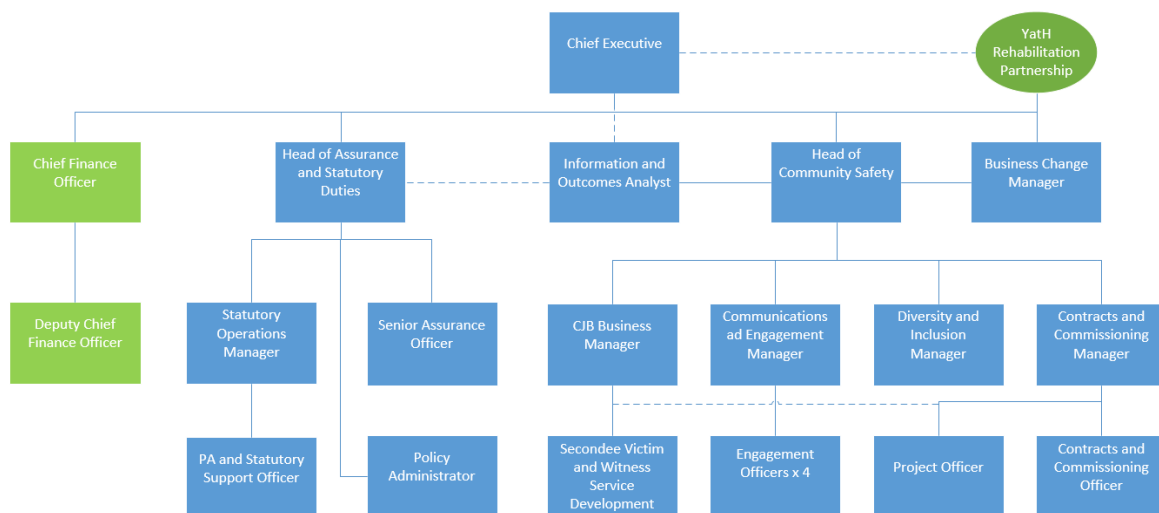 Chief Executive
YatH
Rehabilitation
Partnership
Chief Finance
Officer
Head of Assurance
and Statutory
Duties
Information and
Outcomes Analyst
Head of
Community Safety
Business Change
Manager
Deputy Chief
Finance Officer
Statutory
Operations
Manager
Senior Assurance
Officer
CJB Business
Manager
Communications
ad Engagement
Manager
Diversity and
Inclusion
Manager
Contracts and
Commissioning
Manager
PA and Statutory
Support Officer
Policy
Administrator
Secondee Victim
and Witness
Service
Development
Engagement
Officers x 4
Project Officer
Contracts and
Commissioning
Officer